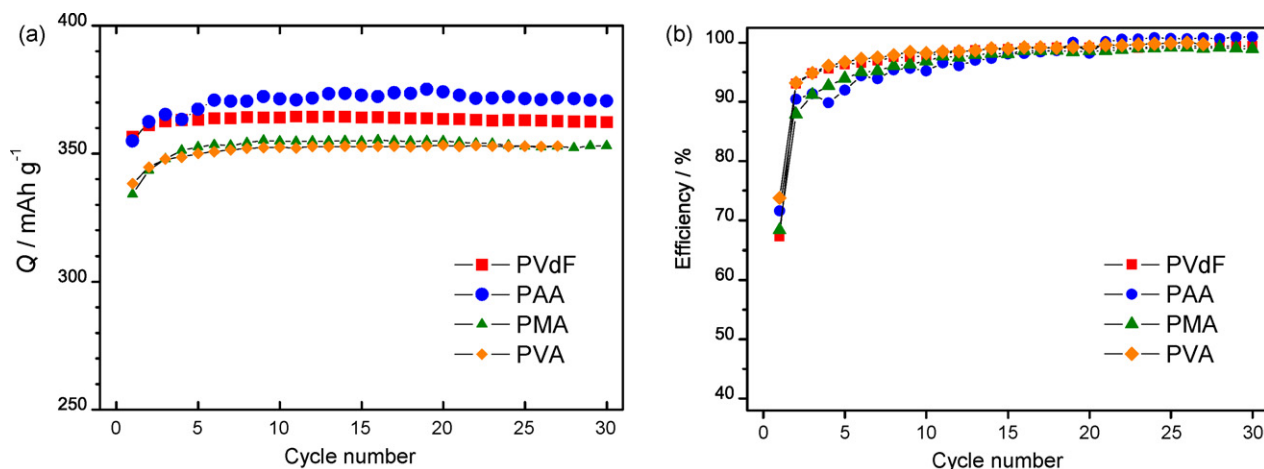 (a)
Q / mAh g⁻¹
400
350
300
250
0 5 10 15 20 25 30
Cycle number
PVdF
PAA
PMA
PVA
(b)
Efficiency / %
100
90
80
70
60
50
40
0 5 10 15 20 25 30
Cycle number
PVdF
PAA
PMA
PVA